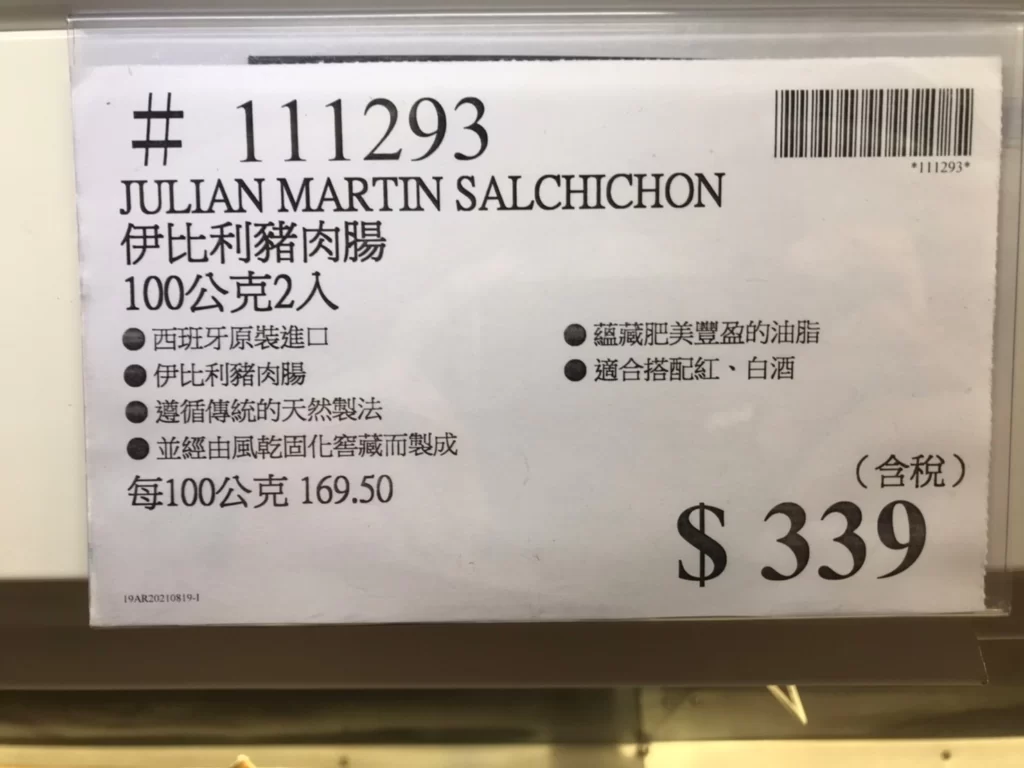 # 111293
*111293*
JULIAN MARTIN SALCHICHON
伊比利豬肉腸
100公克2入
●西班牙原裝進口
●伊比利豬肉腸
●遵循傳統的天然製法
●並經由風乾固化窖藏而製成
●蘊藏肥美豐盈的油脂
●適合搭配紅、白酒
每100公克 169.50
（含稅）
$ 339
19AR20210819-1